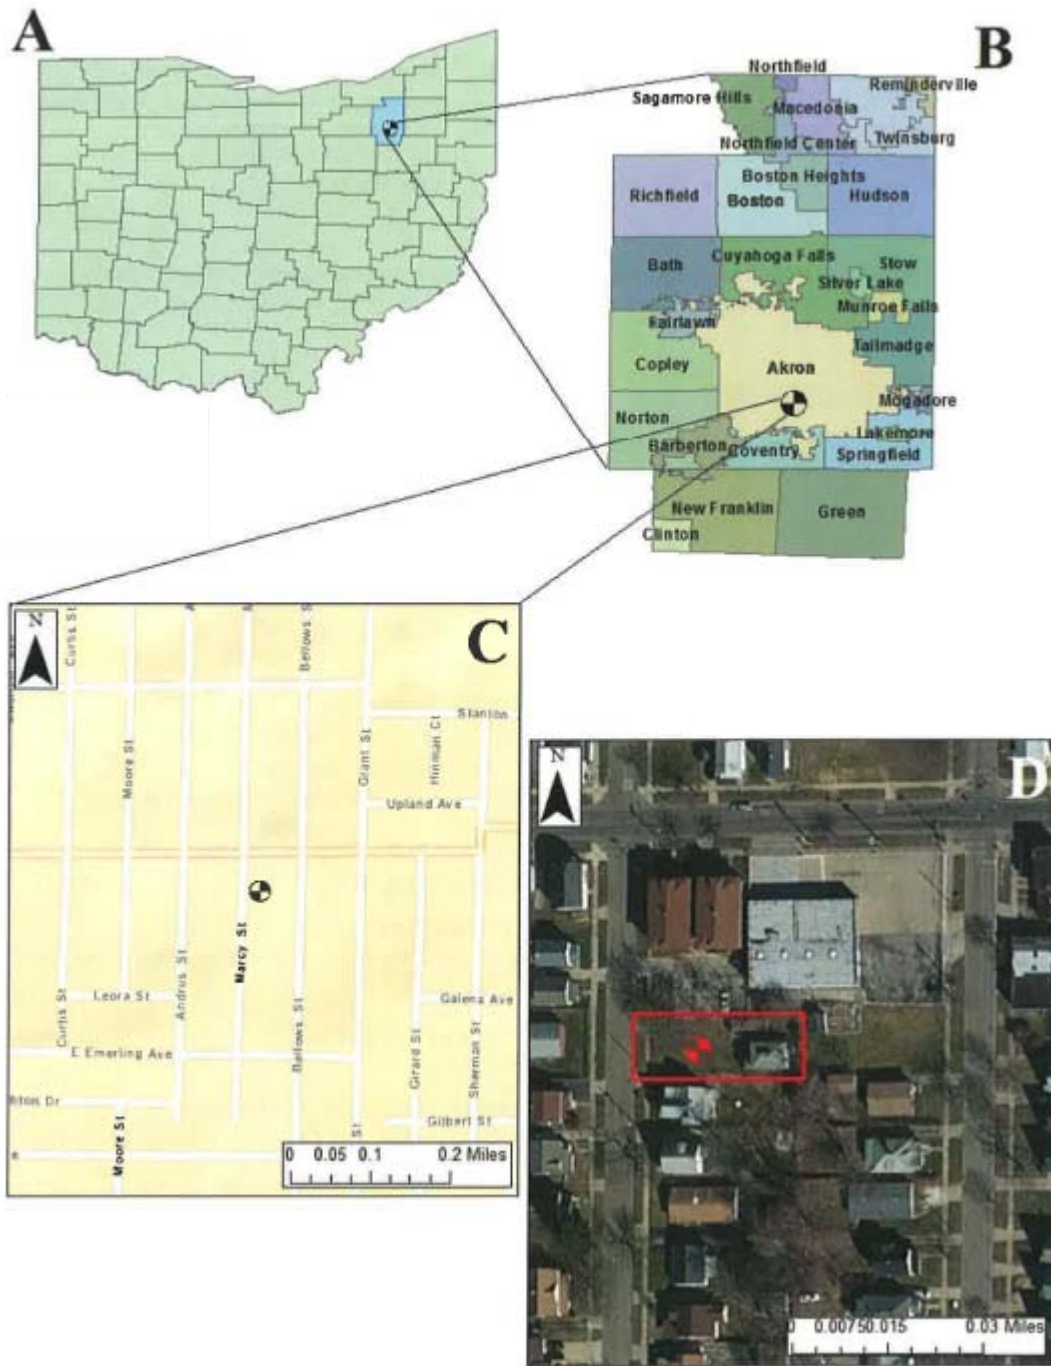 A
B
Northfield
Reminderville
Sagamore Hills
Macedonia
Northfield Center
Twinsburg
Boston Heights
Richfield
Boston
Hudson
Cuyahoga Falls
Bath
Stow
Silver Lake
Munroe Falls
Fairlawn
Tallmadge
Copley
Akron
Mogadore
Norton
Lakemore
Barberton
Coventry
Springfield
New Franklin
Green
Clinton
N
C
Curtis St
Bellows S
Stanton
Moore St
Grant St
Hinman Ct
Upland Ave
Marcy St
Andrus St
Leora St
Galena Ave
Curtis St
E Emerling Ave
Bellows St
Girard St
Sherman St
Gilbert St
Moore St
St
0 0.05 0.1 0.2 Miles
N
D
0 0.0075 0.015 0.03 Miles